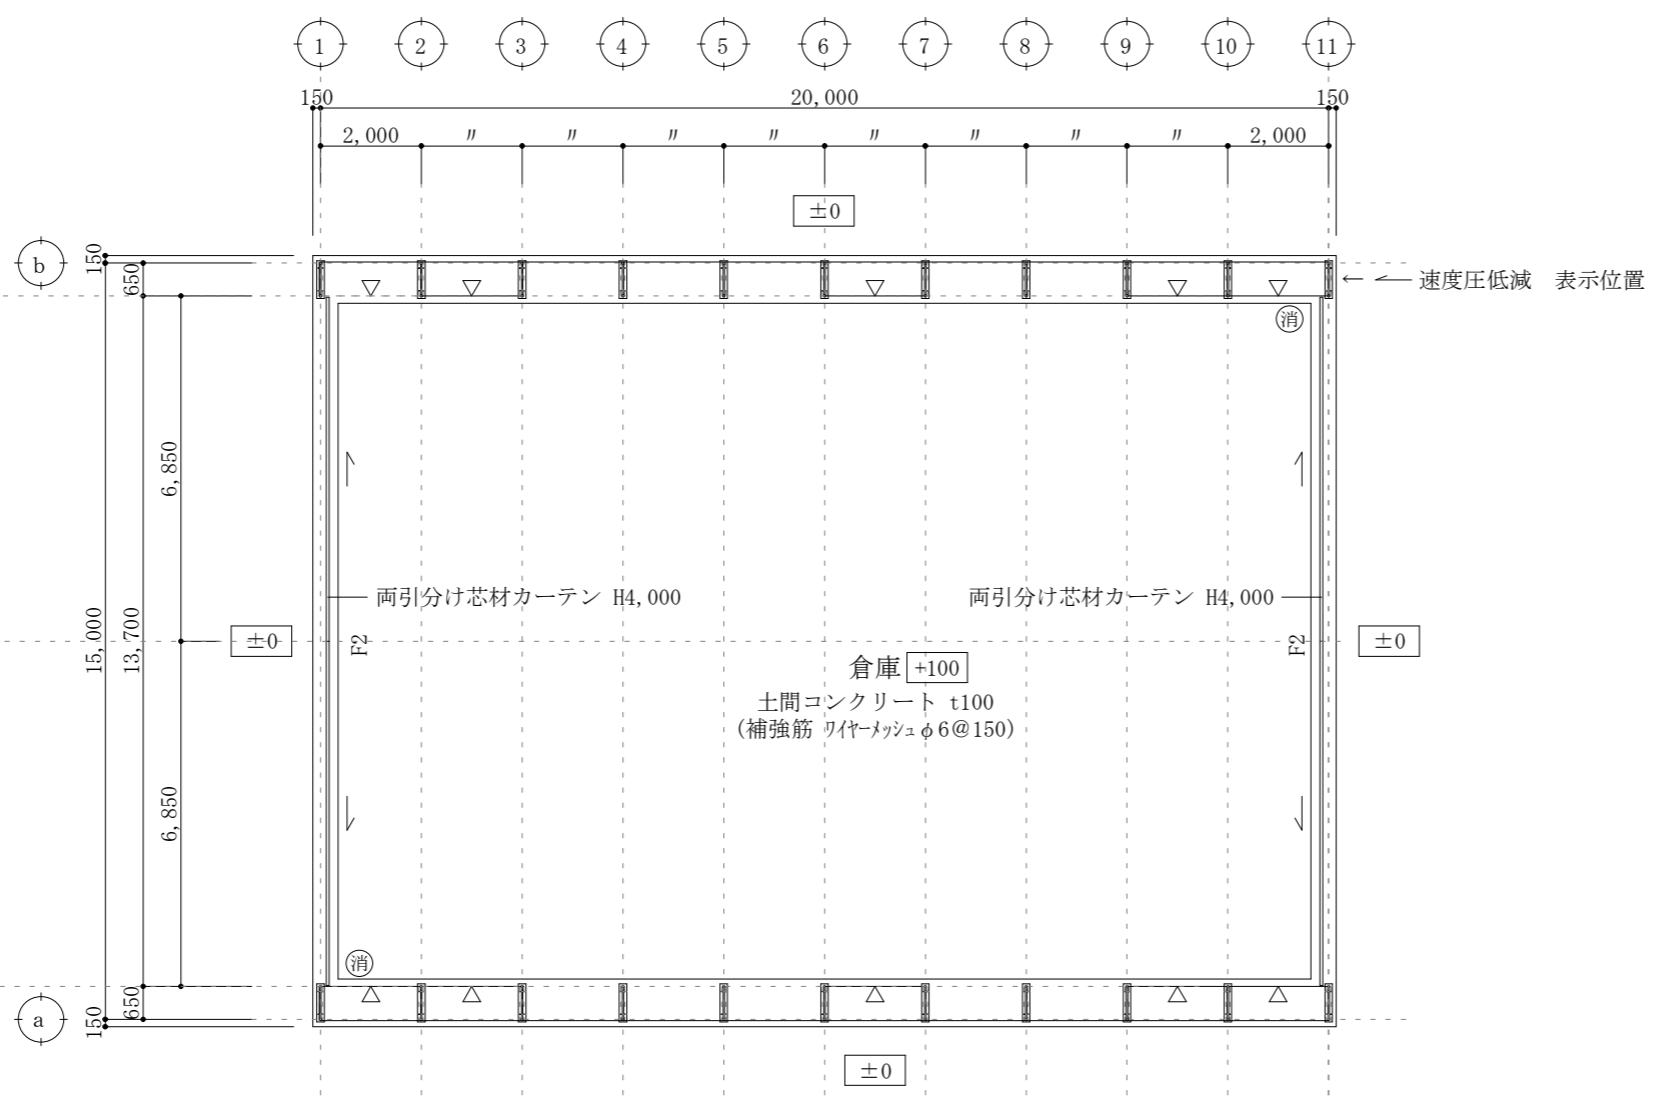 1 2 3 4 5 6 7 8 9 10 11
150 20,000 150
2,000 〃 〃 〃 〃 〃 〃 〃 〃 2,000
±0
b
150
650
速度圧低減 表示位置
消
6,850
両引分け芯材カーテン H4,000
両引分け芯材カーテン H4,000
15,000
13,700
±0
F2
F2
±0
倉庫 +100
土間コンクリート t100
(補強筋 ワイヤーメッシュφ6@150)
6,850
消
650
150
a
±0